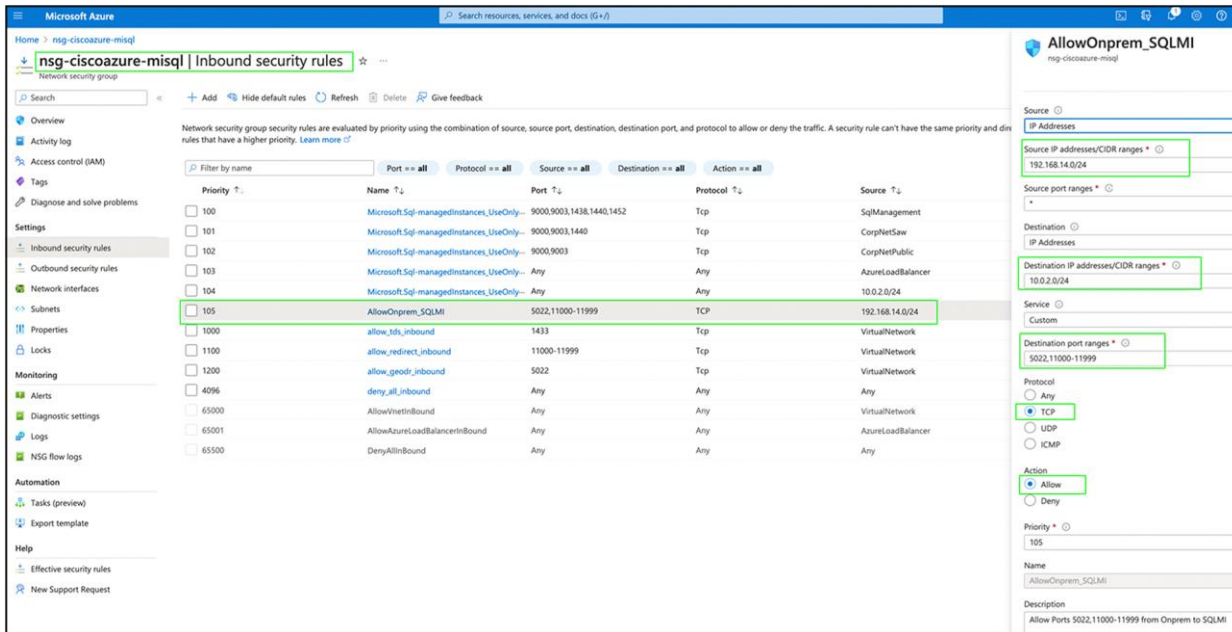 Microsoft Azure
Search resources, services, and docs (G+/)
Home > nsg-ciscoazure-misql
nsg-ciscoazure-misql | Inbound security rules
Network security group
Search
Overview
Activity log
Access control (IAM)
Tags
Diagnose and solve problems
Settings
Inbound security rules
Outbound security rules
Network interfaces
Subnets
Properties
Locks
Monitoring
Alerts
Diagnostic settings
Logs
NSG flow logs
Automation
Tasks (preview)
Export template
Help
Effective security rules
New Support Request
Add Hide default rules Refresh Delete Give feedback
Network security group security rules are evaluated by priority using the combination of source, source port, destination, destination port, and protocol to allow or deny the traffic. A security rule can't have the same priority and dire
rules that have a higher priority. Learn more
Filter by name Port == all Protocol == all Source == all Destination == all Action == all
Priority Name Port Protocol Source
100 Microsoft.Sql-managedInstances_UseOnly... 9000,9003,1438,1440,1452 Tcp SqlManagement
101 Microsoft.Sql-managedInstances_UseOnly... 9000,9003,1440 Tcp CorpNetSaw
102 Microsoft.Sql-managedInstances_UseOnly... 9000,9003 Tcp CorpNetPublic
103 Microsoft.Sql-managedInstances_UseOnly... Any Any AzureLoadBalancer
104 Microsoft.Sql-managedInstances_UseOnly... Any Any 10.0.2.0/24
105 AllowOnprem_SQLMI 5022,11000-11999 TCP 192.168.14.0/24
1000 allow_tds_inbound 1433 Tcp VirtualNetwork
1100 allow_redirect_inbound 11000-11999 Tcp VirtualNetwork
1200 allow_geodr_inbound 5022 Tcp VirtualNetwork
4096 deny_all_inbound Any Any Any
65000 AllowVnetInBound Any Any VirtualNetwork
65001 AllowAzureLoadBalancerInBound Any Any AzureLoadBalancer
65500 DenyAllInBound Any Any Any
AllowOnprem_SQLMI
nsg-ciscoazure-misql
Source
IP Addresses
Source IP addresses/CIDR ranges *
192.168.14.0/24
Source port ranges *
*
Destination
IP Addresses
Destination IP addresses/CIDR ranges *
10.0.2.0/24
Service
Custom
Destination port ranges *
5022,11000-11999
Protocol
Any
TCP
UDP
ICMP
Action
Allow
Deny
Priority *
105
Name
AllowOnprem_SQLMI
Description
Allow Ports 5022,11000-11999 from Onprem to SQLMI